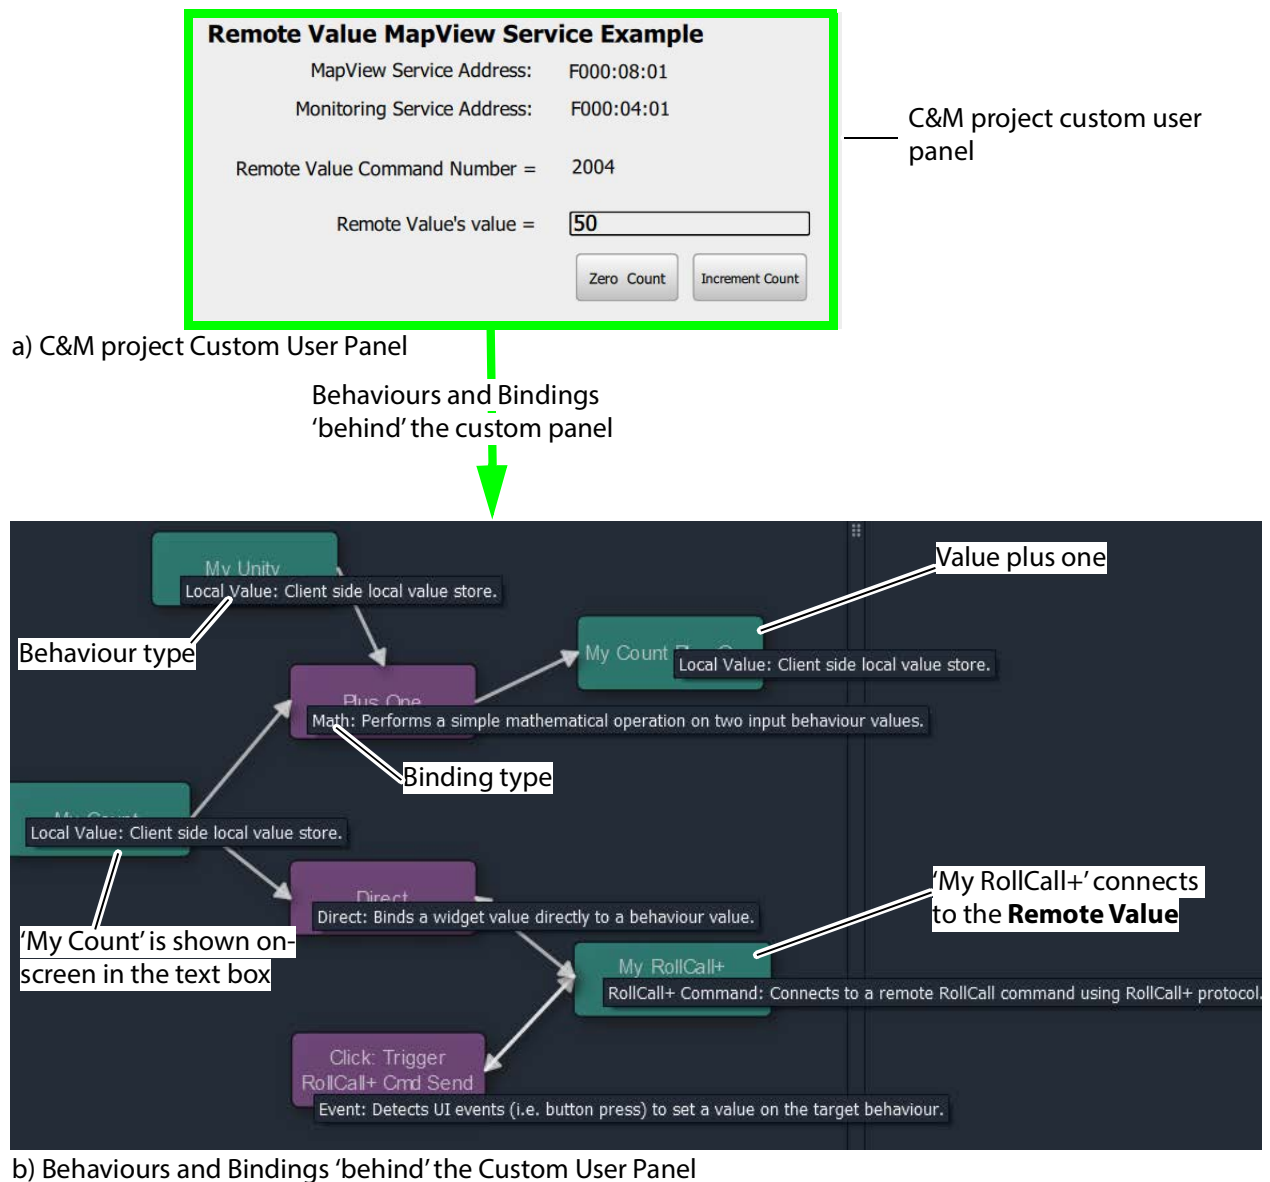 Remote Value MapView Service Example
MapView Service Address: F000:08:01
Monitoring Service Address: F000:04:01
Remote Value Command Number = 2004
Remote Value's value = 50
Zero Count Increment Count
C&M project custom user
panel
a) C&M project Custom User Panel
Behaviours and Bindings
‘behind’ the custom panel
My Unity
Local Value: Client side local value store.
Behaviour type
Value plus one
My Count
Local Value: Client side local value store.
Plus One
Math: Performs a simple mathematical operation on two input behaviour values.
Binding type
My Count
Local Value: Client side local value store.
Direct
Direct: Binds a widget value directly to a behaviour value.
‘My Count’ is shown on-
screen in the text box
‘My RollCall+’ connects
to the Remote Value
My RollCall+
RollCall+ Command: Connects to a remote RollCall command using RollCall+ protocol.
Click: Trigger
RollCall+ Cmd Send
Event: Detects UI events (i.e. button press) to set a value on the target behaviour.
b) Behaviours and Bindings ‘behind’ the Custom User Panel